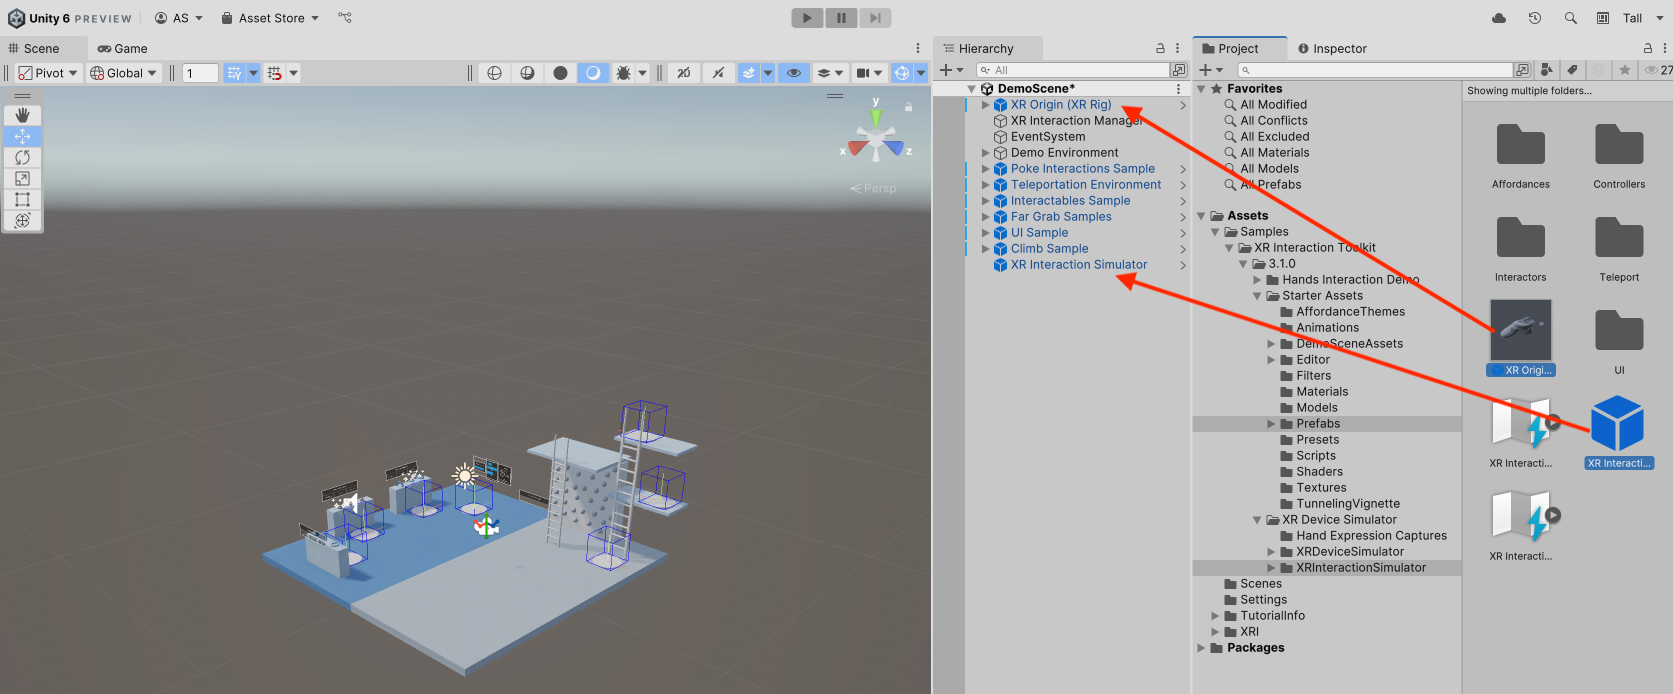 Unity 6 PREVIEW
AS
Asset Store
Tall
Scene
Game
Pivot
Global
1
2D
y
x
z
Persp
Hierarchy
All
DemoScene*
XR Origin (XR Rig)
XR Interaction Manager
EventSystem
Demo Environment
Poke Interactions Sample
Teleportation Environment
Interactables Sample
Far Grab Samples
UI Sample
Climb Sample
XR Interaction Simulator
Project
Inspector
27
Favorites
All Modified
All Conflicts
All Excluded
All Materials
All Models
All Prefabs
Assets
Samples
XR Interaction Toolkit
3.1.0
Hands Interaction Demo
Starter Assets
AffordanceThemes
Animations
DemoSceneAssets
Editor
Filters
Materials
Models
Prefabs
Presets
Scripts
Shaders
Textures
TunnelingVignette
XR Device Simulator
Hand Expression Captures
XRDeviceSimulator
XRInteractionSimulator
Scenes
Settings
TutorialInfo
XRI
Packages
Showing multiple folders...
Affordances
Controllers
Interactors
Teleport
XR Origi...
UI
XR Interacti...
XR Interacti...
XR Interacti...